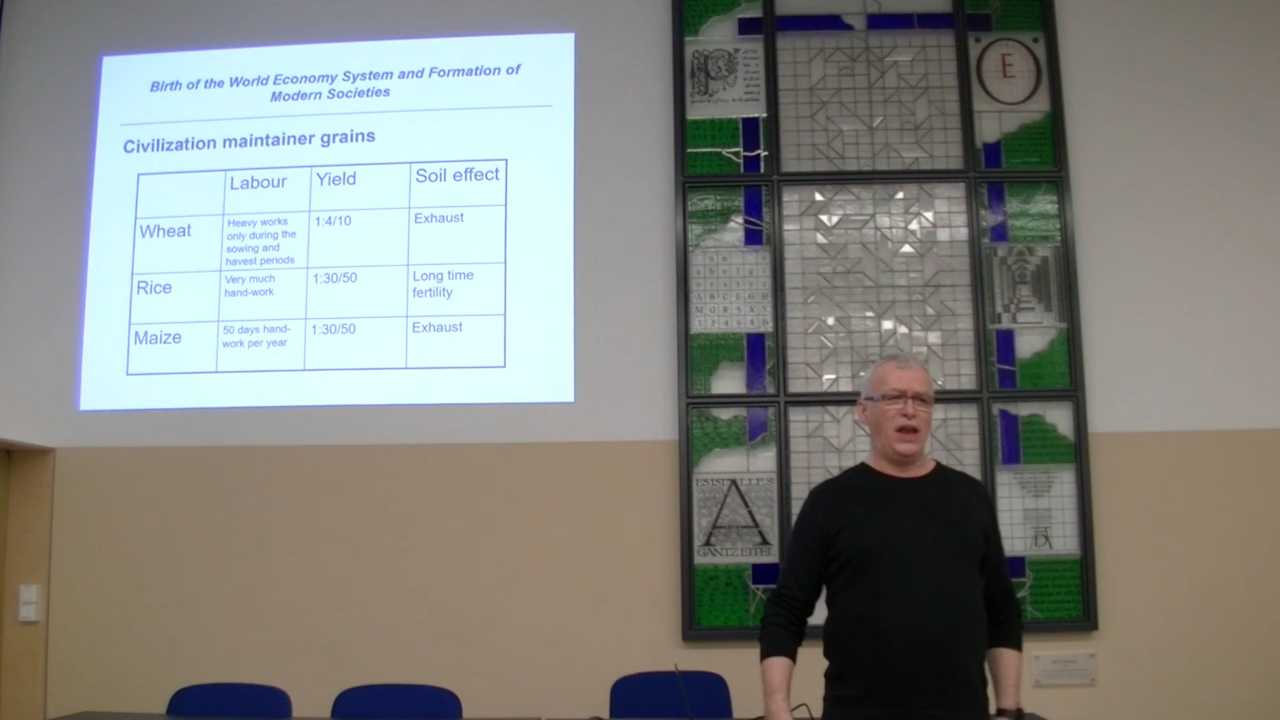 Birth of the World Economy System and Formation of
Modern Societies
Civilization maintainer grains
Labour
Yield
Soil effect
Wheat
Heavy works
only during the
sowing and
havest periods
1:4/10
Exhaust
Rice
Very much
hand-work
1:30/50
Long time
fertility
Maize
50 days hand-
work per year
1:30/50
Exhaust
P
O
E
ES IST ALLES
A
GANTZ EITEL